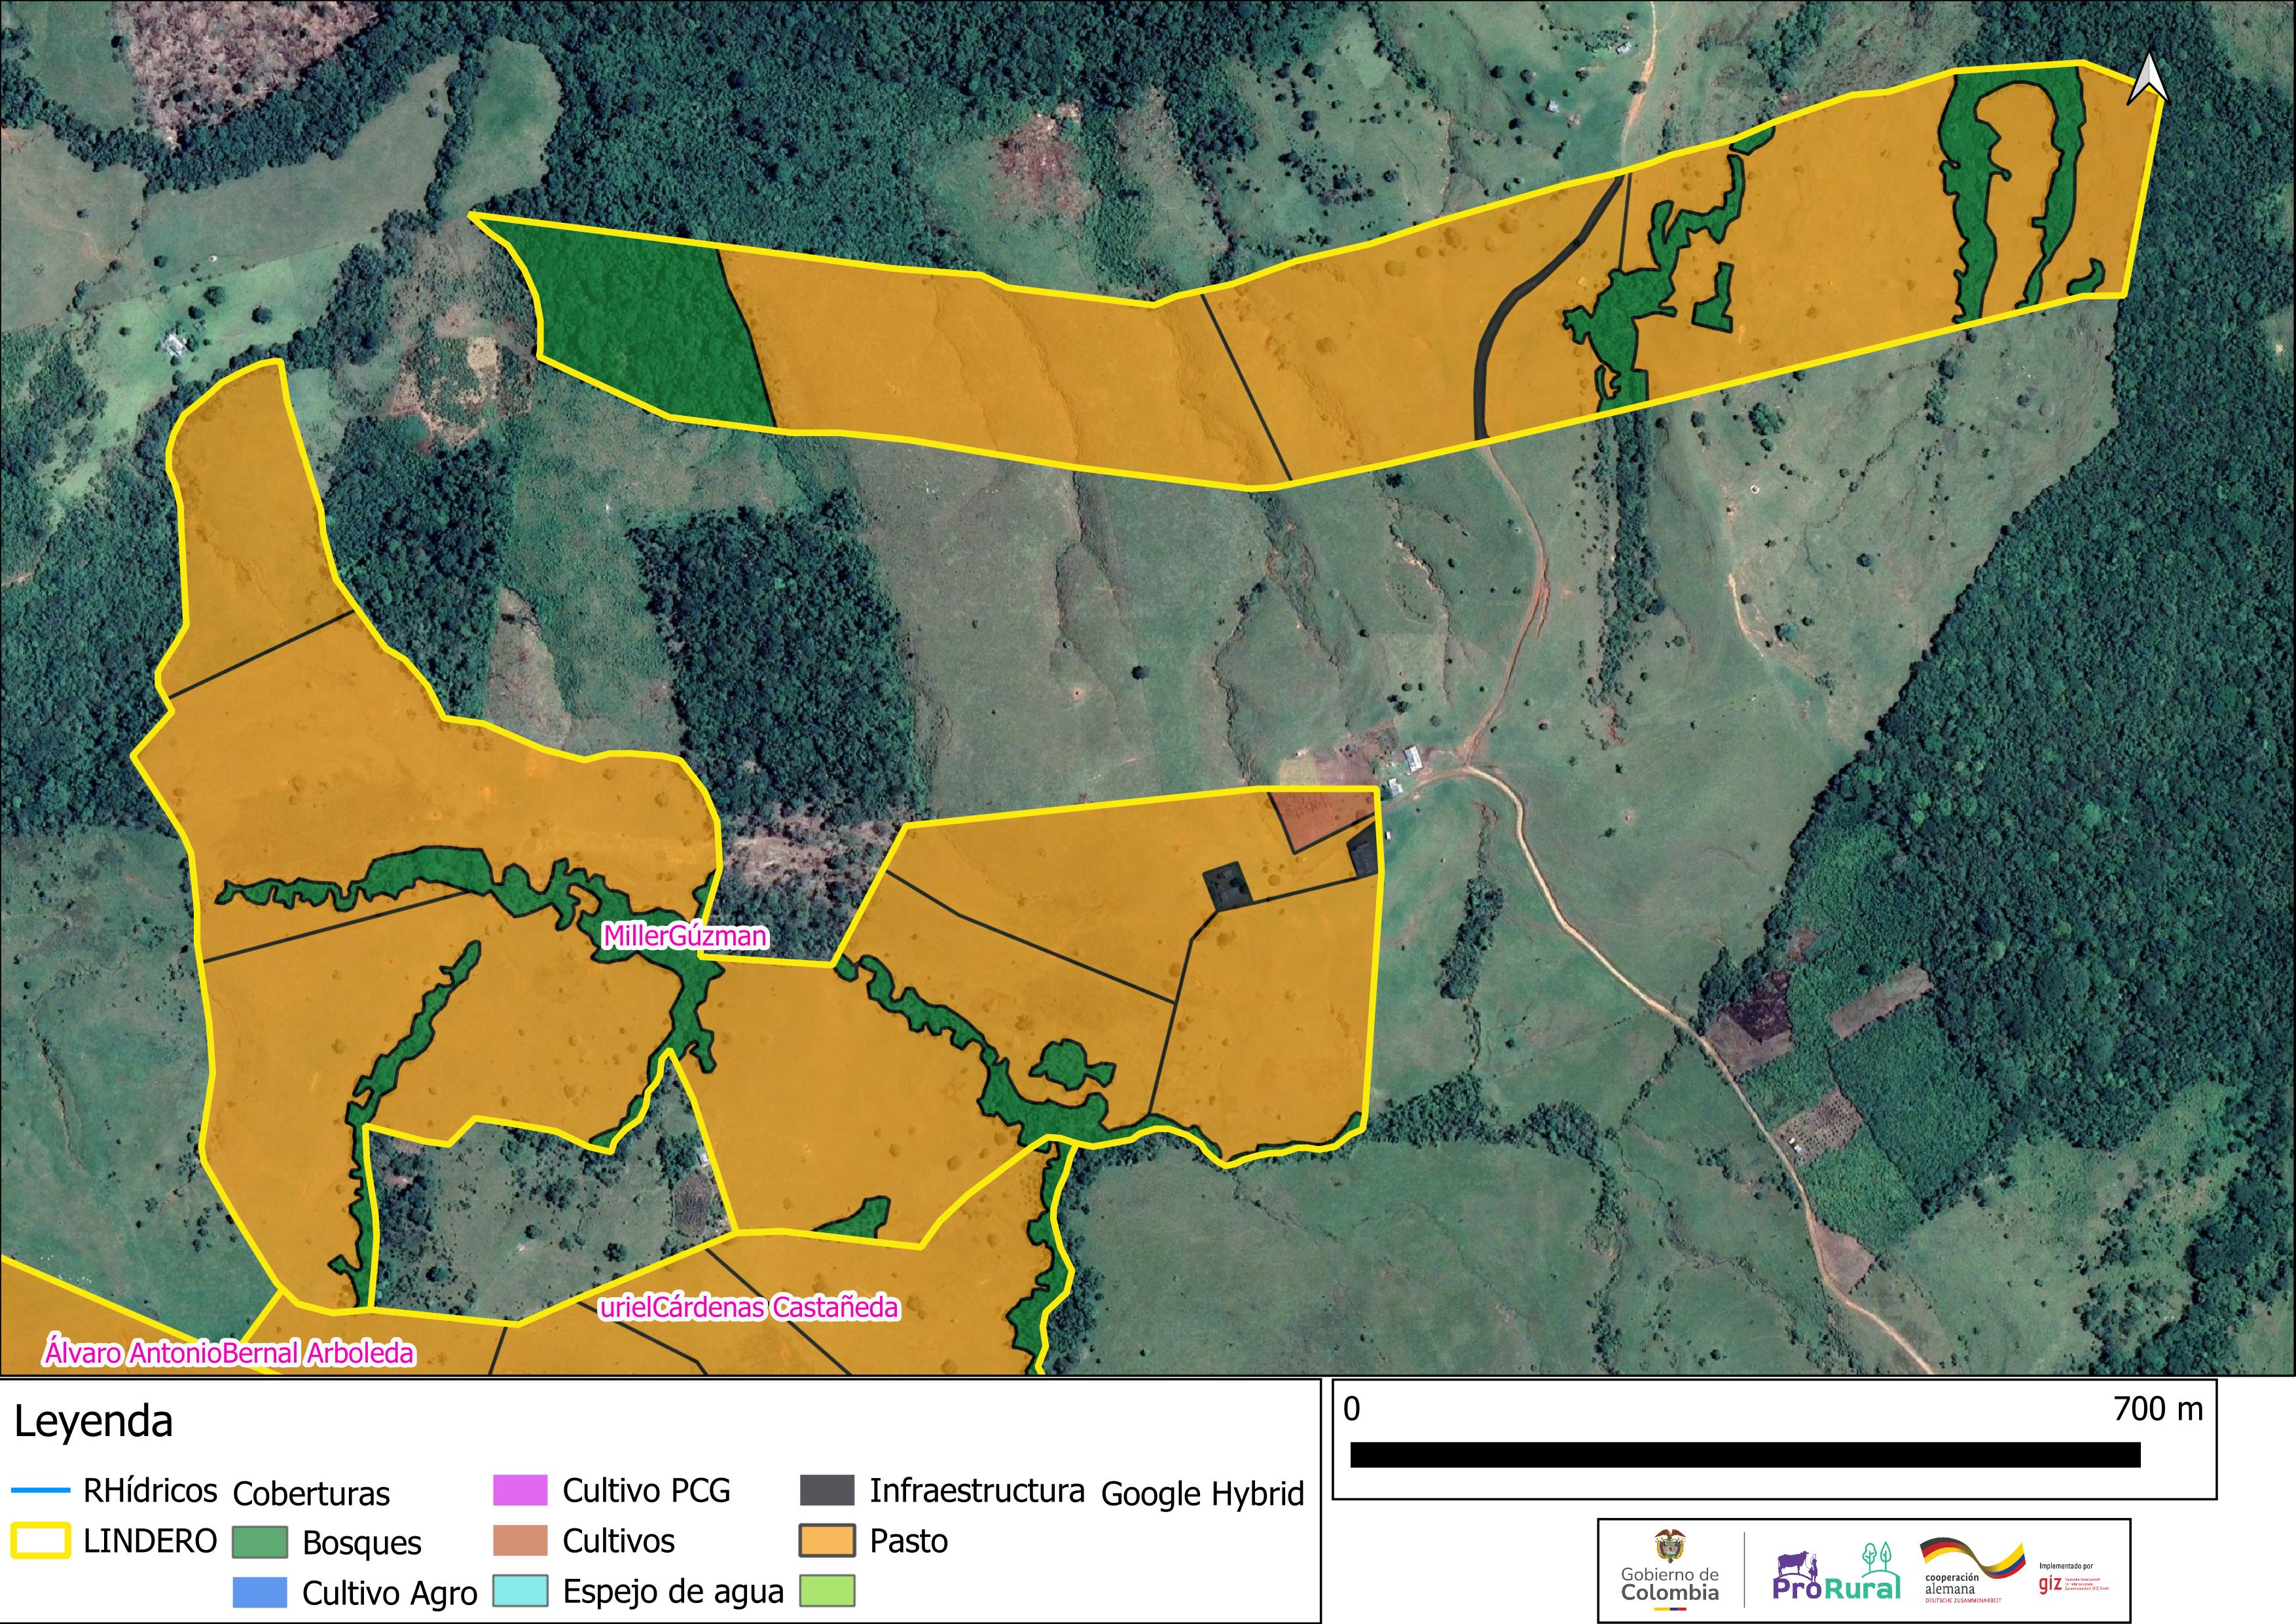 MillerGúzman
urielCárdenas Castañeda
Álvaro AntonioBernal Arboleda
Leyenda
RHídricos
LINDERO
Coberturas
Bosques
Cultivo Agro
Cultivo PCG
Cultivos
Espejo de agua
Infraestructura
Pasto
Google Hybrid
0 700 m
Gobierno de
Colombia
ProRural
cooperación
alemana
DEUTSCHE ZUSAMMENARBEIT
Implementado por
giz